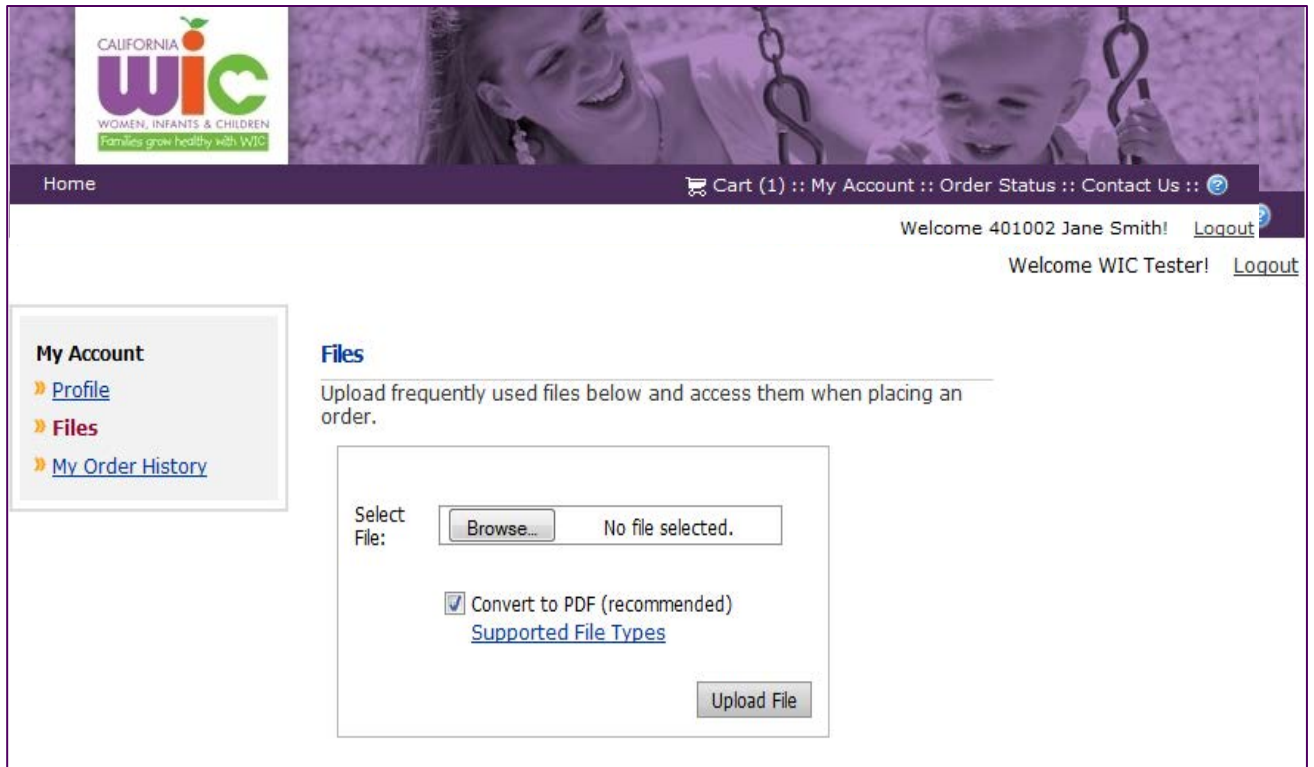 CALIFORNIA
WIC
WOMEN, INFANTS & CHILDREN
Families grow healthy with WIC
Home
Cart (1) :: My Account :: Order Status :: Contact Us :: ?
Welcome 401002 Jane Smith! Logout ?
Welcome WIC Tester! Logout
My Account
» Profile
» Files
» My Order History
Files
Upload frequently used files below and access them when placing an
order.
Select
File:
Browse... No file selected.
Convert to PDF (recommended)
Supported File Types
Upload File